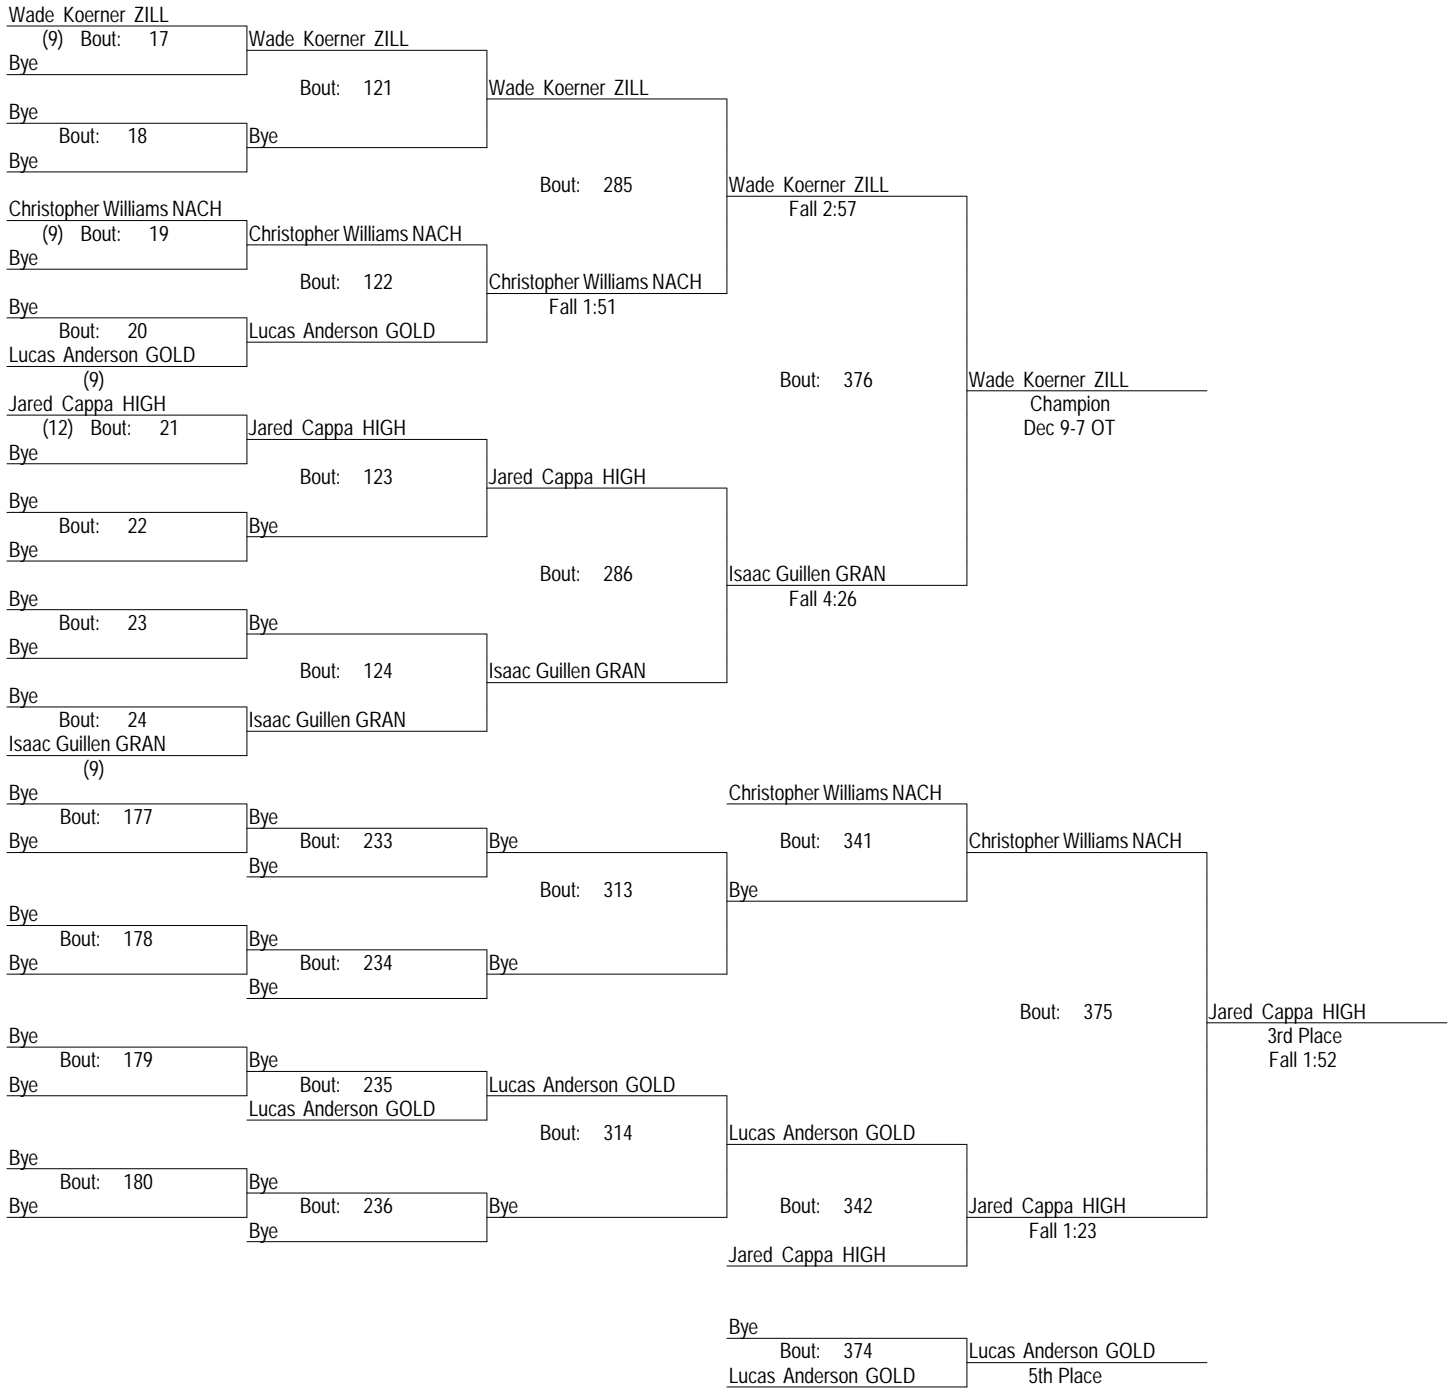 Wade Koerner ZILL
(9) Bout: 17
Bye
Wade Koerner ZILL
Bout: 121
Bye
Bout: 18
Bye
Bye
Wade Koerner ZILL
Bout: 285
Christopher Williams NACH
(9) Bout: 19
Bye
Christopher Williams NACH
Bout: 122
Bye
Bout: 20
Lucas Anderson GOLD
(9)
Lucas Anderson GOLD
Christopher Williams NACH
Fall 1:51
Wade Koerner ZILL
Fall 2:57
Bout: 376
Wade Koerner ZILL
Champion
Dec 9-7 OT
Jared Cappa HIGH
(12) Bout: 21
Bye
Jared Cappa HIGH
Bout: 123
Bye
Bout: 22
Bye
Bye
Jared Cappa HIGH
Bout: 286
Bye
Bout: 23
Bye
Bye
Bout: 124
Bye
Bout: 24
Isaac Guillen GRAN
(9)
Isaac Guillen GRAN
Isaac Guillen GRAN
Isaac Guillen GRAN
Fall 4:26
Bye
Bout: 177
Bye
Bye
Bout: 233
Bye
Bye
Bout: 313
Bye
Bout: 178
Bye
Bye
Bout: 234
Bye
Bye
Christopher Williams NACH
Bout: 341
Bye
Christopher Williams NACH
Bout: 375
Jared Cappa HIGH
3rd Place
Fall 1:52
Bye
Bout: 179
Bye
Bye
Bout: 235
Lucas Anderson GOLD
Lucas Anderson GOLD
Bout: 314
Bye
Bout: 180
Bye
Bye
Bout: 236
Bye
Bye
Lucas Anderson GOLD
Bout: 342
Jared Cappa HIGH
Jared Cappa HIGH
Fall 1:23
Bye
Bout: 374
Lucas Anderson GOLD
Lucas Anderson GOLD
5th Place